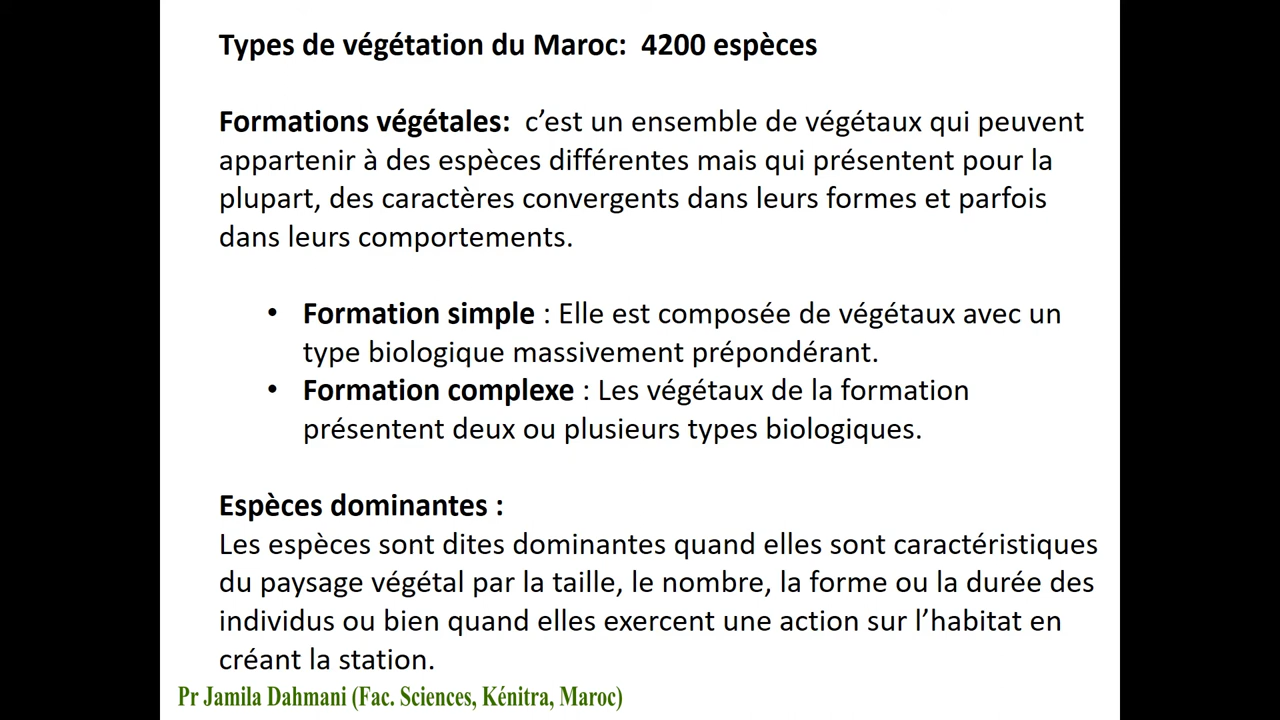 Types de végétation du Maroc:  4200 espèces
Formations végétales:  c’est un ensemble de végétaux qui peuvent
appartenir à des espèces différentes mais qui présentent pour la
plupart, des caractères convergents dans leurs formes et parfois
dans leurs comportements.
• Formation simple : Elle est composée de végétaux avec un
type biologique massivement prépondérant.
• Formation complexe : Les végétaux de la formation
présentent deux ou plusieurs types biologiques.
Espèces dominantes :
Les espèces sont dites dominantes quand elles sont caractéristiques
du paysage végétal par la taille, le nombre, la forme ou la durée des
individus ou bien quand elles exercent une action sur l’habitat en
créant la station.
Pr Jamila Dahmani (Fac. Sciences, Kénitra, Maroc)